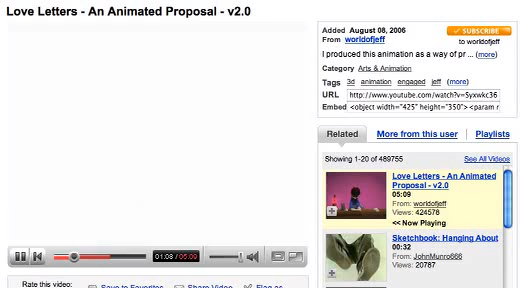 Love Letters - An Animated Proposal - v2.0
Added August 08, 2006
From worldofjeff
SUBSCRIBE
to worldofjeff
I produced this animation as a way of pr ... (more)
Category Arts & Animation
Tags 3d animation engaged jeff (more)
URL http://www.youtube.com/watch?v=Syxwkc36
Embed <object width="425" height="350"><param r
Related More from this user Playlists
Showing 1-20 of 489755 See All Videos
Love Letters - An Animated
Proposal - v2.0
05:09
From: worldofjeff
Views: 424578
<< Now Playing
Sketchbook: Hanging About
00:32
From: JohnMunro666
Views: 20787
01:08 / 05:09
Rate this video: Save to Favorites Share Video Flag as